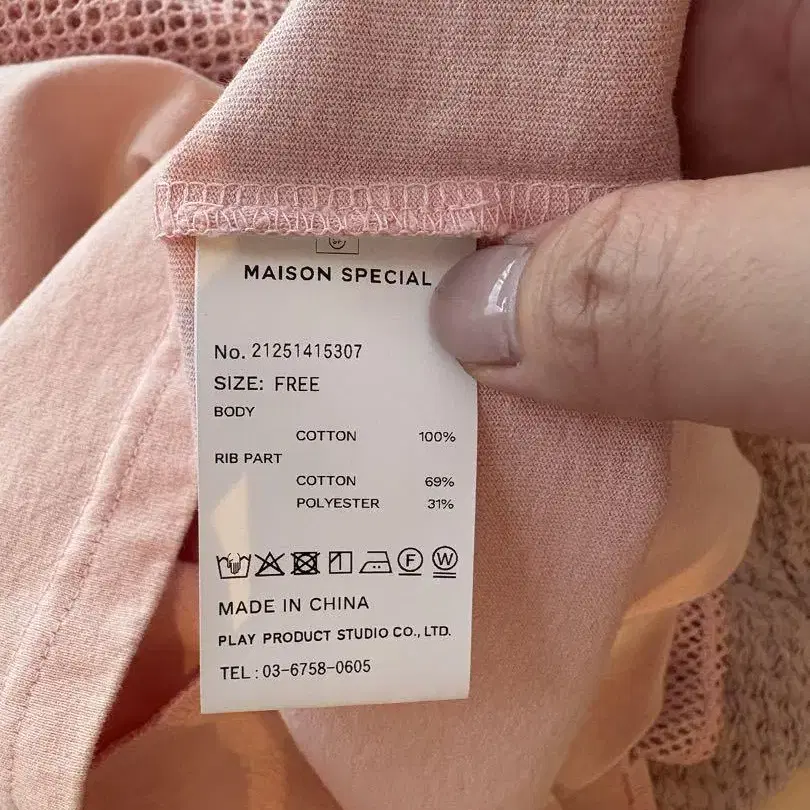 MAISON SPECIAL
No. 21251415307
SIZE: FREE
BODY
COTTON 100%
RIB PART
COTTON 69%
POLYESTER 31%
F W
MADE IN CHINA
PLAY PRODUCT STUDIO CO., LTD.
TEL : 03-6758-0605